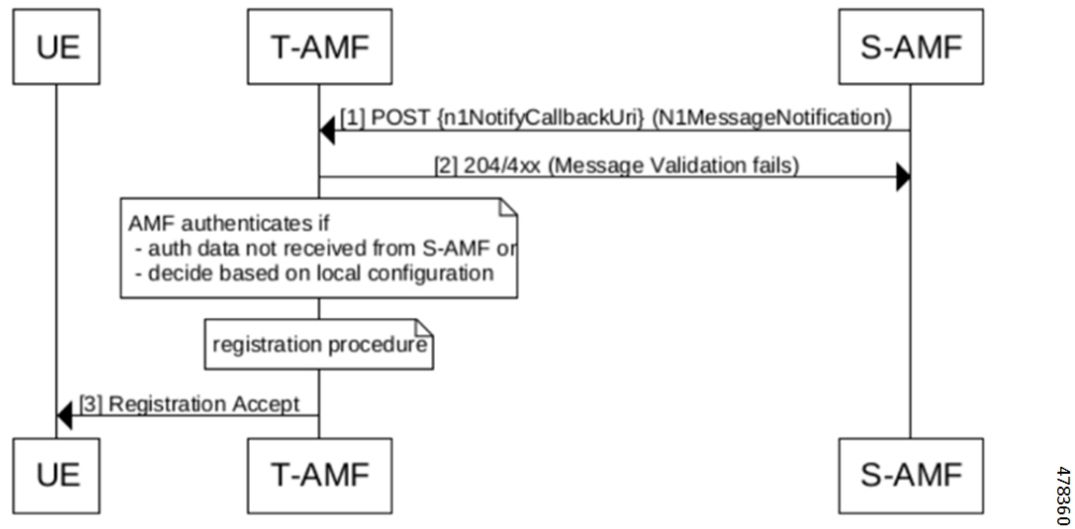 UE
T-AMF
S-AMF
[1] POST {n1NotifyCallbackUri} (N1MessageNotification)
[2] 204/4xx (Message Validation fails)
AMF authenticates if
- auth data not received from S-AMF or
- decide based on local configuration
registration procedure
[3] Registration Accept
UE
T-AMF
S-AMF
478360